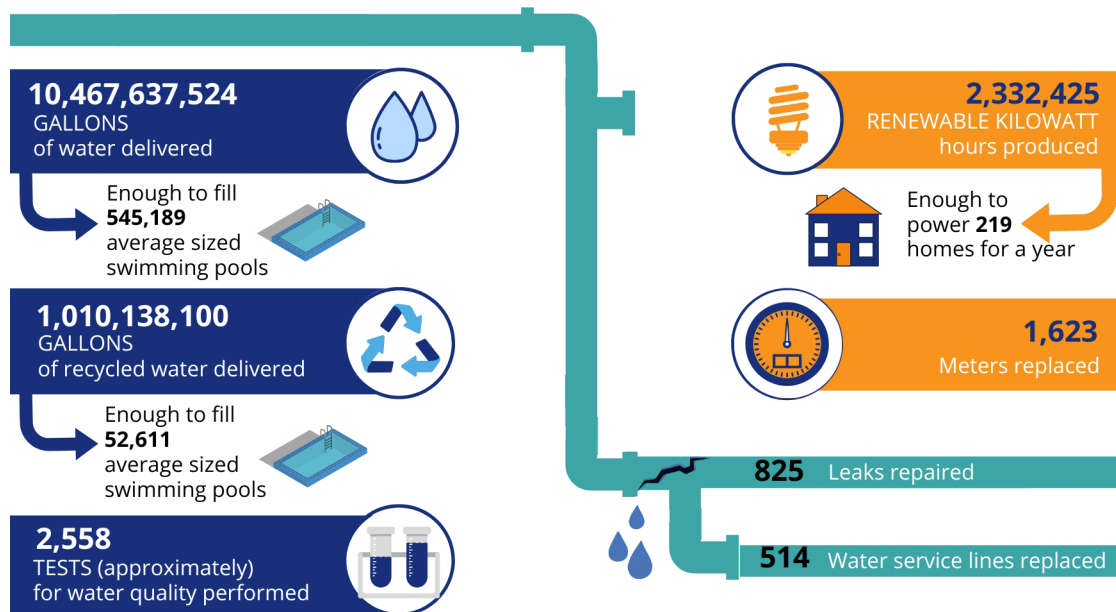 10,467,637,524
GALLONS
of water delivered
Enough to fill
545,189
average sized
swimming pools
1,010,138,100
GALLONS
of recycled water delivered
Enough to fill
52,611
average sized
swimming pools
2,558
TESTS (approximately)
for water quality performed
2,332,425
RENEWABLE KILOWATT
hours produced
Enough to
power 219
homes for a year
1,623
Meters replaced
825 Leaks repaired
514 Water service lines replaced